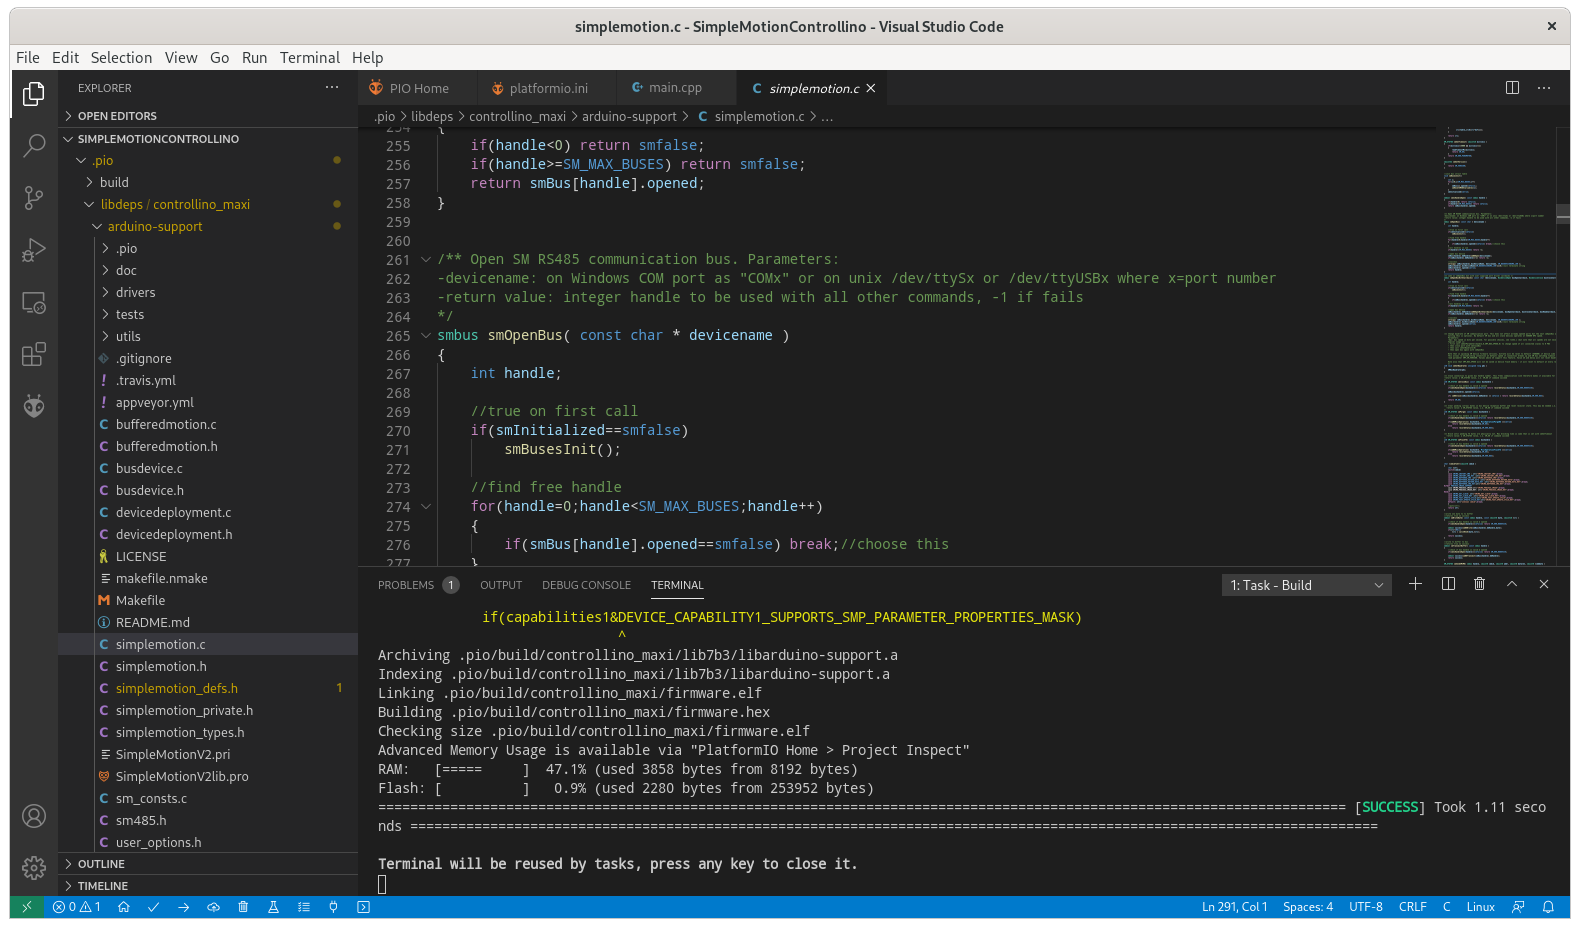 simplemotion.c - SimpleMotionControllino - Visual Studio Code
File Edit Selection View Go Run Terminal Help
EXPLORER
OPEN EDITORS
SIMPLEMOTIONCONTROLLINO
.pio
build
libdeps / controllino_maxi
arduino-support
.pio
doc
drivers
tests
utils
.gitignore
.travis.yml
appveyor.yml
bufferedmotion.c
bufferedmotion.h
busdevice.c
busdevice.h
devicedeployment.c
devicedeployment.h
LICENSE
makefile.nmake
Makefile
README.md
simplemotion.c
simplemotion.h
simplemotion_defs.h 1
simplemotion_private.h
simplemotion_types.h
SimpleMotionV2.pri
SimpleMotionV2lib.pro
sm_consts.c
sm485.h
user_options.h
OUTLINE
TIMELINE
PIO Home platformio.ini main.cpp simplemotion.c
.pio > libdeps > controllino_maxi > arduino-support > C simplemotion.c > ...
254 {
255 if(handle<0) return smfalse;
256 if(handle>=SM_MAX_BUSES) return smfalse;
257 return smBus[handle].opened;
258 }
259
260
261 /** Open SM RS485 communication bus. Parameters:
262 -devicename: on Windows COM port as "COMx" or on unix /dev/ttySx or /dev/ttyUSBx where x=port number
263 -return value: integer handle to be used with all other commands, -1 if fails
264 */
265 smbus smOpenBus( const char * devicename )
266 {
267 int handle;
268
269 //true on first call
270 if(smInitialized==smfalse)
271 smBusesInit();
272
273 //find free handle
274 for(handle=0;handle<SM_MAX_BUSES;handle++)
275 {
276 if(smBus[handle].opened==smfalse) break;//choose this
277 }
PROBLEMS 1 OUTPUT DEBUG CONSOLE TERMINAL 1: Task - Build
if(capabilities1&DEVICE_CAPABILITY1_SUPPORTS_SMP_PARAMETER_PROPERTIES_MASK)
^
Archiving .pio/build/controllino_maxi/lib7b3/libarduino-support.a
Indexing .pio/build/controllino_maxi/lib7b3/libarduino-support.a
Linking .pio/build/controllino_maxi/firmware.elf
Building .pio/build/controllino_maxi/firmware.hex
Checking size .pio/build/controllino_maxi/firmware.elf
Advanced Memory Usage is available via "PlatformIO Home > Project Inspect"
RAM: [===== ] 47.1% (used 3858 bytes from 8192 bytes)
Flash: [ ] 0.9% (used 2280 bytes from 253952 bytes)
========================================================================================================================= [SUCCESS] Took 1.11 seco
nds =========================================================================================================================
Terminal will be reused by tasks, press any key to close it.
0 1 Ln 291, Col 1 Spaces: 4 UTF-8 CRLF C Linux